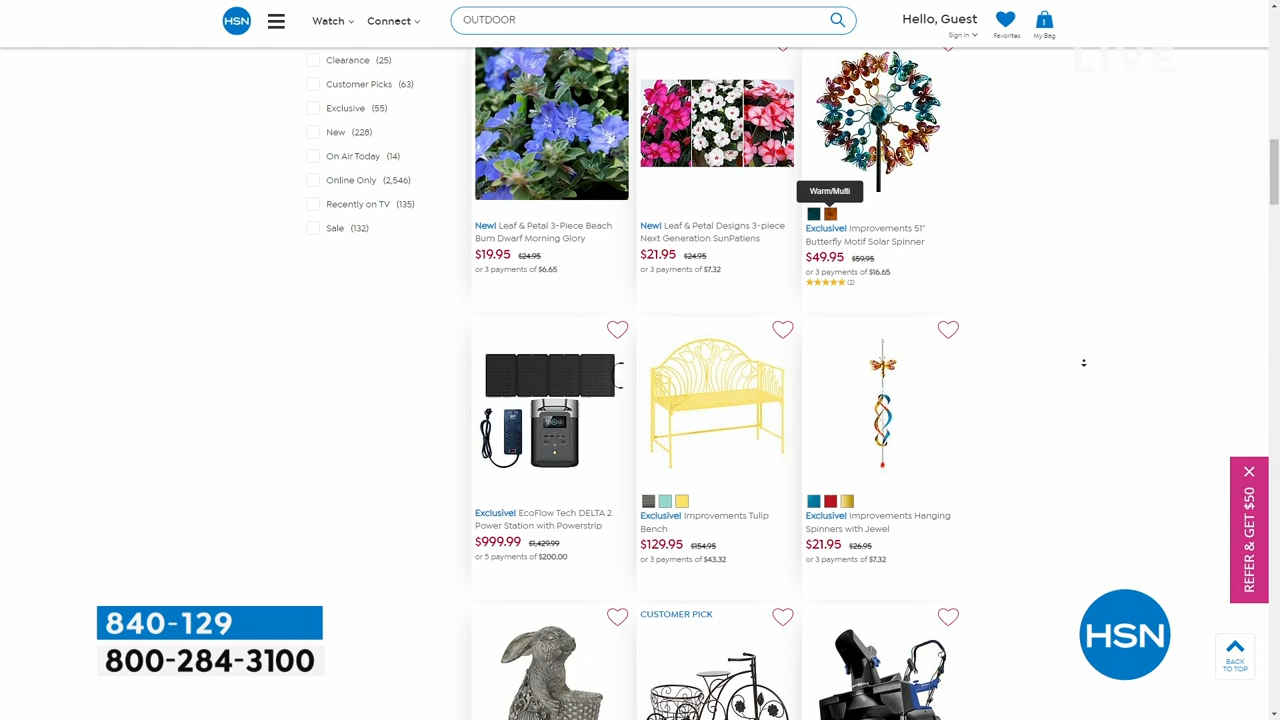 HSN
Watch
Connect
OUTDOOR
Hello, Guest
Sign In
Favorites
1
My Bag
LIVE
Clearance (25)
Customer Picks (63)
Exclusive (55)
New (228)
On Air Today (14)
Online Only (2,546)
Recently on TV (135)
Sale (132)
New! Leaf & Petal 3-Piece Beach
Bum Dwarf Morning Glory
$19.95 $24.95
or 3 payments of $6.65
New! Leaf & Petal Designs 3-piece
Next Generation SunPatiens
$21.95 $24.95
or 3 payments of $7.32
Warm/Multi
Exclusive! Improvements 51"
Butterfly Motif Solar Spinner
$49.95 $59.95
or 3 payments of $16.65
(2)
Exclusive! EcoFlow Tech DELTA 2
Power Station with Powerstrip
$999.99 $1,429.99
or 5 payments of $200.00
Exclusive! Improvements Tulip
Bench
$129.95 $154.95
or 3 payments of $43.32
Exclusive! Improvements Hanging
Spinners with Jewel
$21.95 $26.95
or 3 payments of $7.32
CUSTOMER PICK
REFER & GET $50
840-129
800-284-3100
HSN
BACK
TO TOP